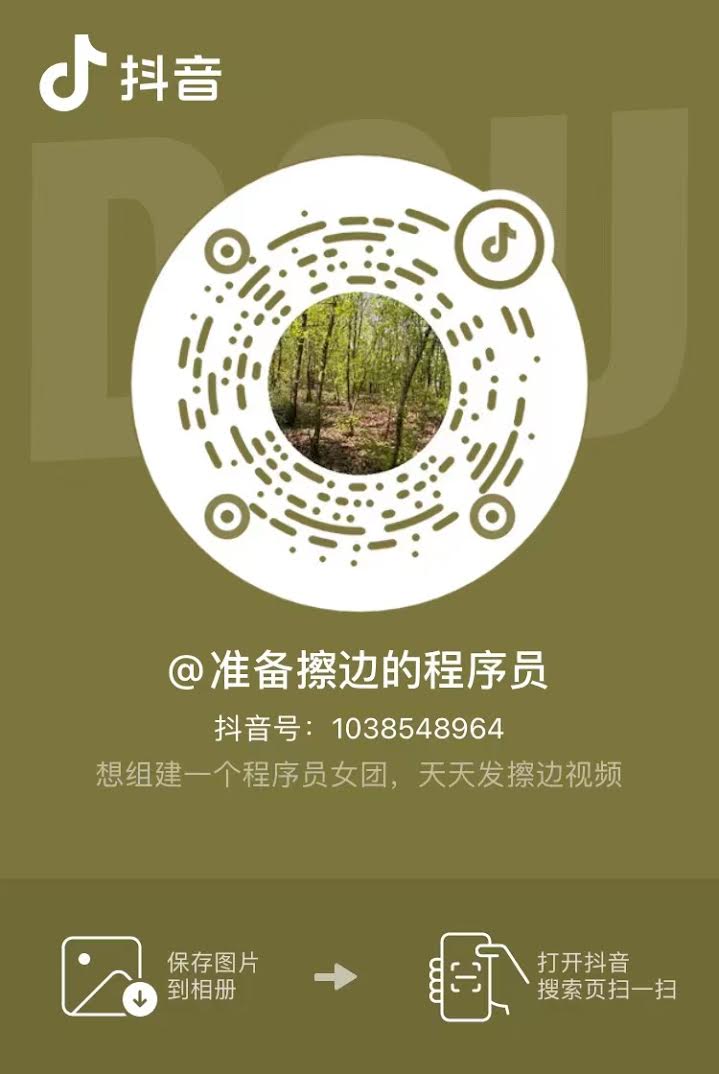 抖音
DOU
@准备擦边的程序员
抖音号：1038548964
想组建一个程序员女团，天天发擦边视频
保存图片
到相册
打开抖音
搜索页扫一扫